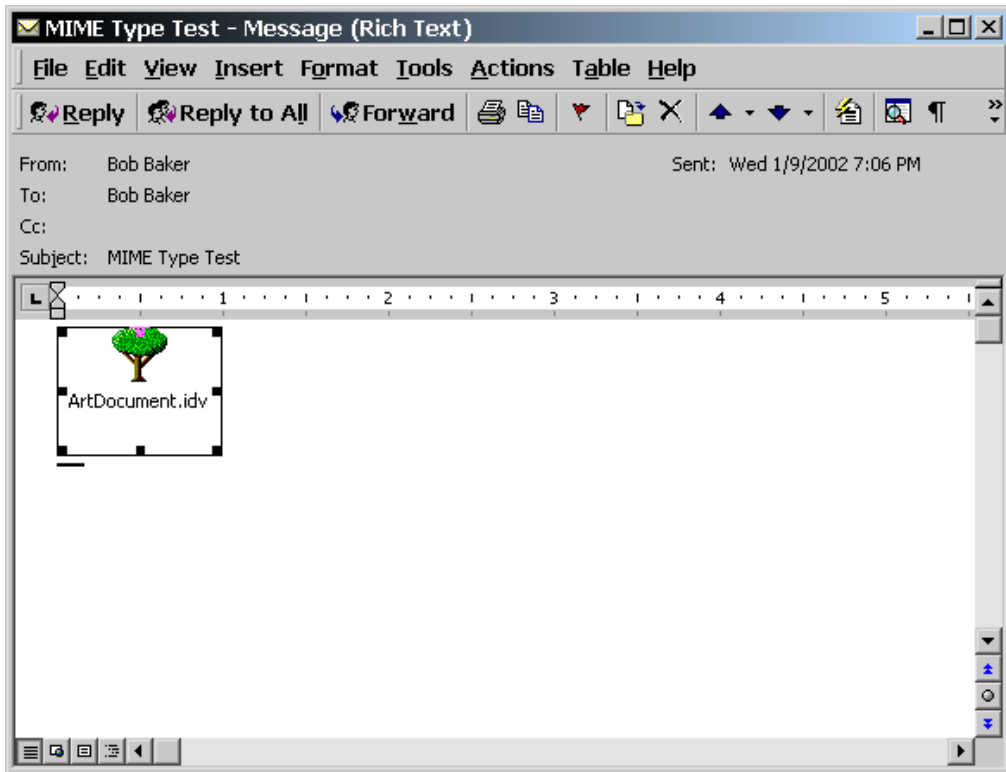 MIME Type Test - Message (Rich Text)
File Edit View Insert Format Tools Actions Table Help
Reply Reply to All Forward
From: Bob Baker Sent: Wed 1/9/2002 7:06 PM
To: Bob Baker
Cc:
Subject: MIME Type Test
1 2 3 4 5
ArtDocument.idv